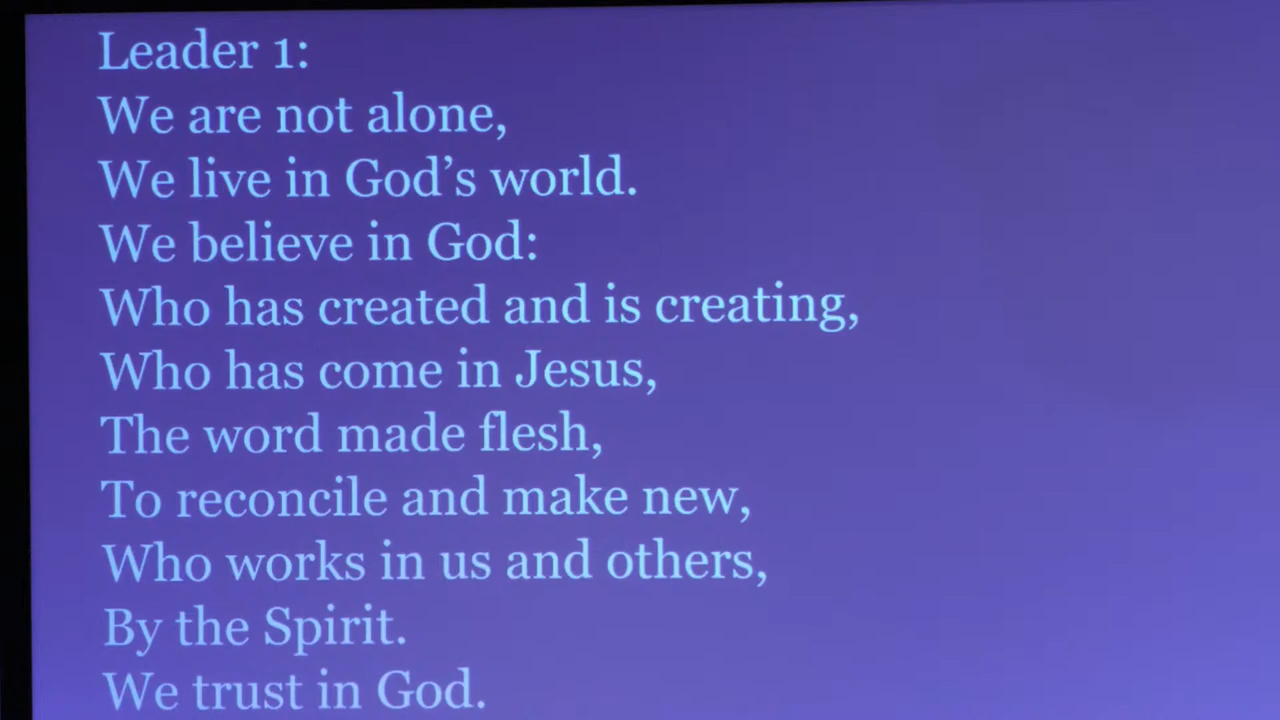 Leader 1:
We are not alone,
We live in God’s world.
We believe in God:
Who has created and is creating,
Who has come in Jesus,
The word made flesh,
To reconcile and make new,
Who works in us and others,
By the Spirit.
We trust in God.